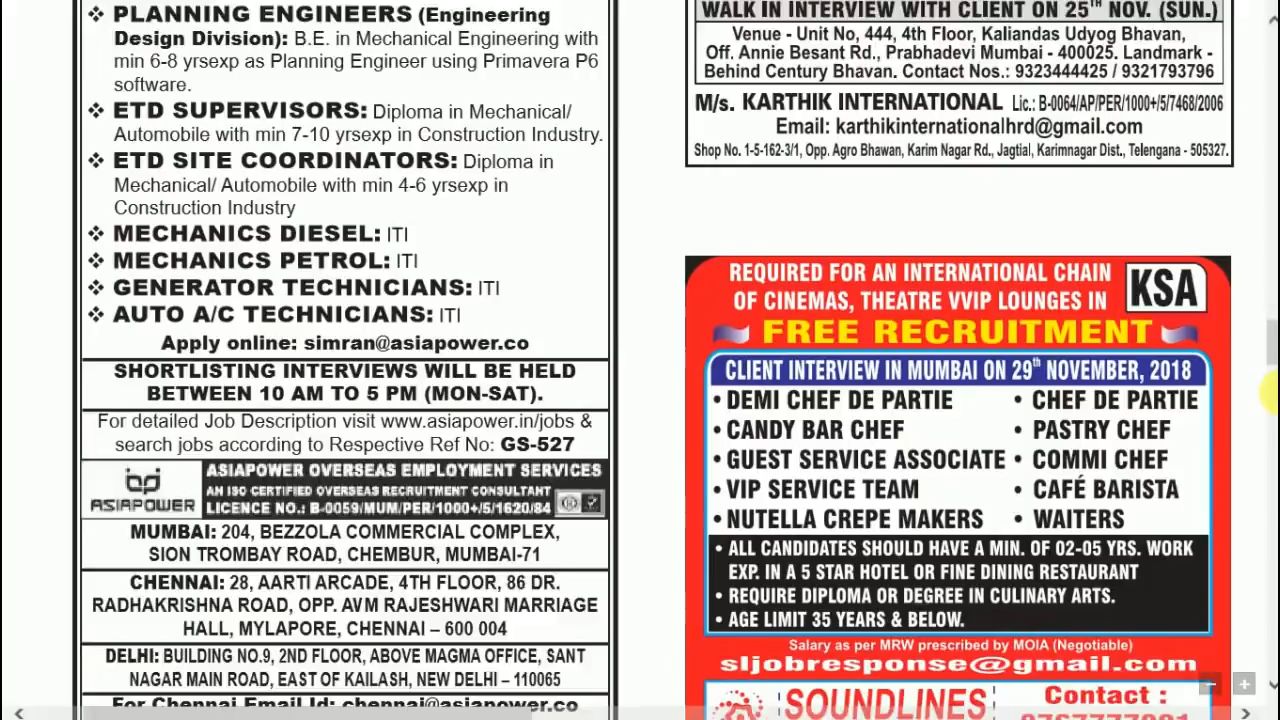 ❖ PLANNING ENGINEERS (Engineering
Design Division): B.E. in Mechanical Engineering with
min 6-8 yrsexp as Planning Engineer using Primavera P6
software.
❖ ETD SUPERVISORS: Diploma in Mechanical/
Automobile with min 7-10 yrsexp in Construction Industry.
❖ ETD SITE COORDINATORS: Diploma in
Mechanical/ Automobile with min 4-6 yrsexp in
Construction Industry
❖ MECHANICS DIESEL: ITI
❖ MECHANICS PETROL: ITI
❖ GENERATOR TECHNICIANS: ITI
❖ AUTO A/C TECHNICIANS: ITI
Apply online: simran@asiapower.co
SHORTLISTING INTERVIEWS WILL BE HELD
BETWEEN 10 AM TO 5 PM (MON-SAT).
For detailed Job Description visit www.asiapower.in/jobs &
search jobs according to Respective Ref No: GS-527
ASIAPOWER
ASIAPOWER OVERSEAS EMPLOYMENT SERVICES
AN ISO CERTIFIED OVERSEAS RECRUITMENT CONSULTANT
LICENCE NO.: B-0059/MUM/PER/1000+/5/1620/84
MUMBAI: 204, BEZZOLA COMMERCIAL COMPLEX,
SION TROMBAY ROAD, CHEMBUR, MUMBAI-71
CHENNAI: 28, AARTI ARCADE, 4TH FLOOR, 86 DR.
RADHAKRISHNA ROAD, OPP. AVM RAJESHWARI MARRIAGE
HALL, MYLAPORE, CHENNAI – 600 004
DELHI: BUILDING NO.9, 2ND FLOOR, ABOVE MAGMA OFFICE, SANT
NAGAR MAIN ROAD, EAST OF KAILASH, NEW DELHI – 110065
For Chennai Email Id: chennai@asiapower.co
WALK IN INTERVIEW WITH CLIENT ON 25TH NOV. (SUN.)
Venue - Unit No, 444, 4th Floor, Kaliandas Udyog Bhavan,
Off. Annie Besant Rd., Prabhadevi Mumbai - 400025. Landmark -
Behind Century Bhavan. Contact Nos.: 9323444425 / 9321793796
M/s. KARTHIK INTERNATIONAL Lic.: B-0064/AP/PER/1000+/5/7468/2006
Email: karthikinternationalhrd@gmail.com
Shop No. 1-5-162-3/1, Opp. Agro Bhawan, Karim Nagar Rd., Jagtial, Karimnagar Dist., Telengana - 505327.
REQUIRED FOR AN INTERNATIONAL CHAIN
OF CINEMAS, THEATRE VVIP LOUNGES IN KSA
FREE RECRUITMENT
CLIENT INTERVIEW IN MUMBAI ON 29th NOVEMBER, 2018
• DEMI CHEF DE PARTIE • CHEF DE PARTIE
• CANDY BAR CHEF • PASTRY CHEF
• GUEST SERVICE ASSOCIATE • COMMI CHEF
• VIP SERVICE TEAM • CAFÉ BARISTA
• NUTELLA CREPE MAKERS • WAITERS
• ALL CANDIDATES SHOULD HAVE A MIN. OF 02-05 YRS. WORK
EXP. IN A 5 STAR HOTEL OR FINE DINING RESTAURANT
• REQUIRE DIPLOMA OR DEGREE IN CULINARY ARTS.
• AGE LIMIT 35 YEARS & BELOW.
Salary as per MRW prescribed by MOIA (Negotiable)
sljobresponse@gmail.com
SOUNDLINES
Contact :